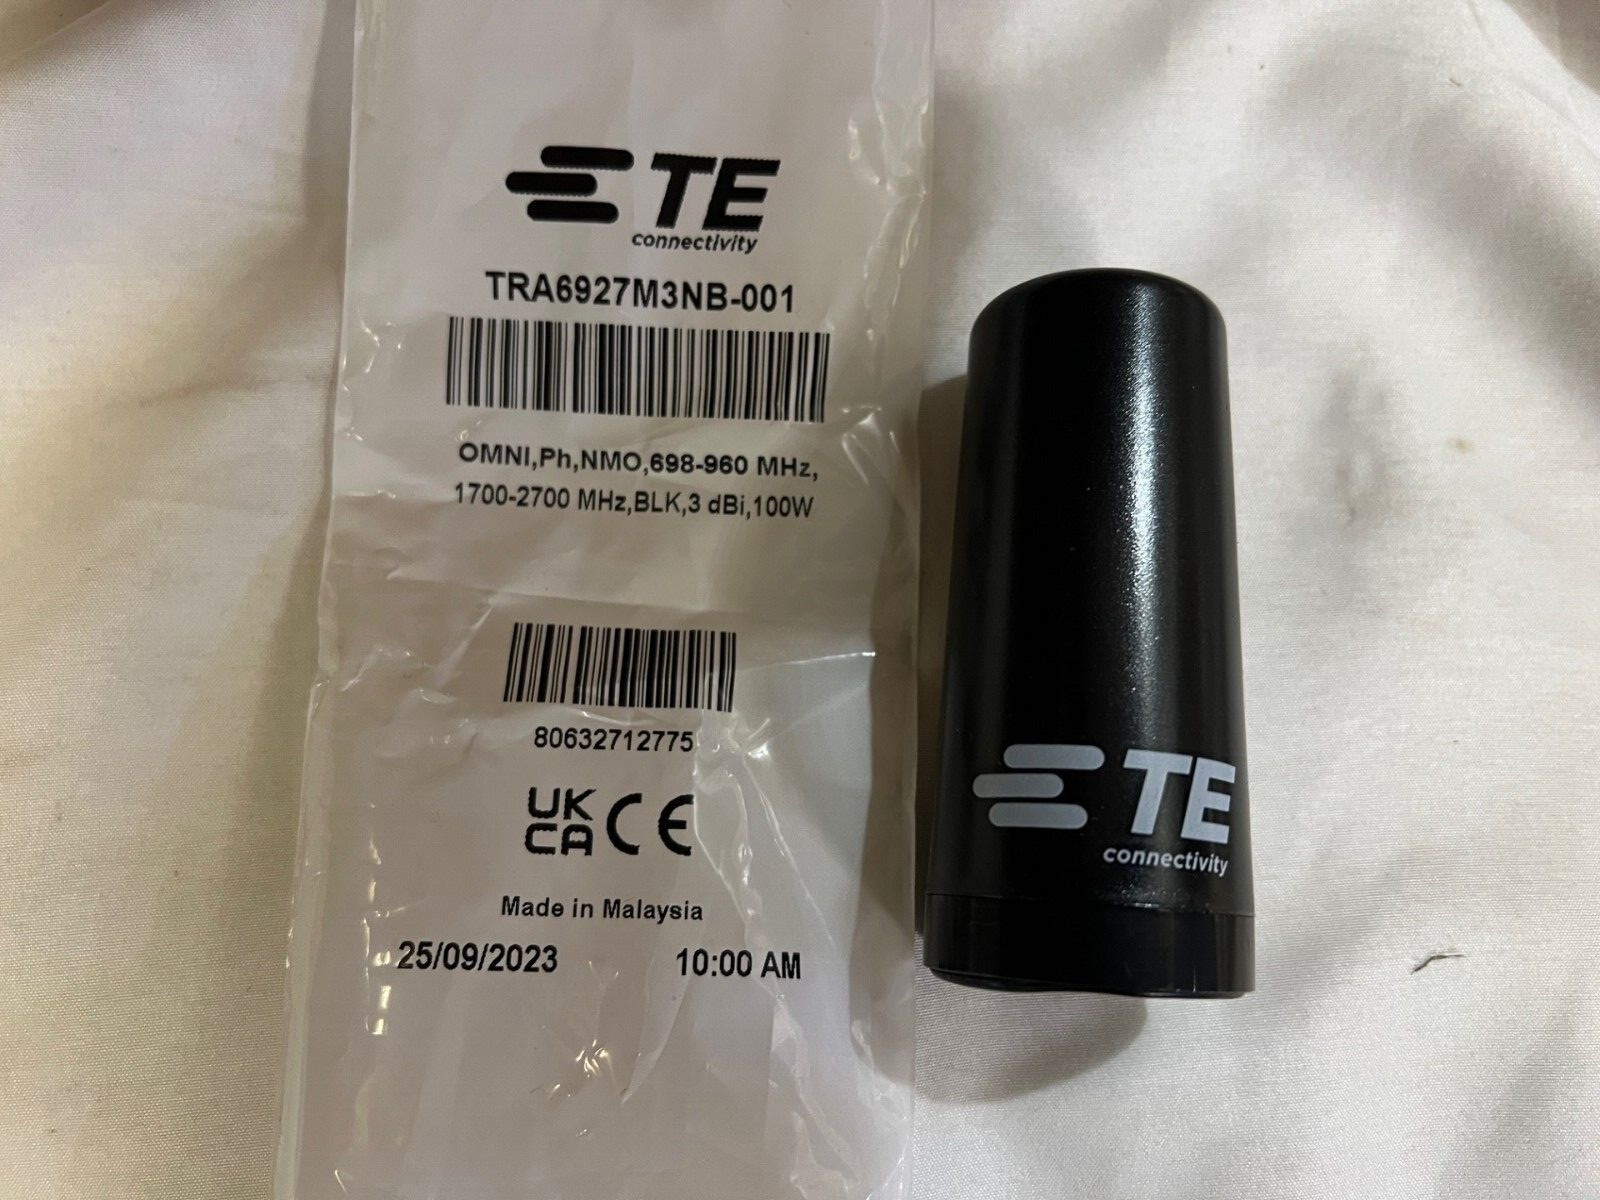 TE
connectivity
TRA6927M3NB-001
OMNI,Ph,NMO,698-960 MHz,
1700-2700 MHz,BLK,3 dBi,100W
80632712775
UK
CA CE
Made in Malaysia
25/09/2023 10:00 AM
TE
connectivity